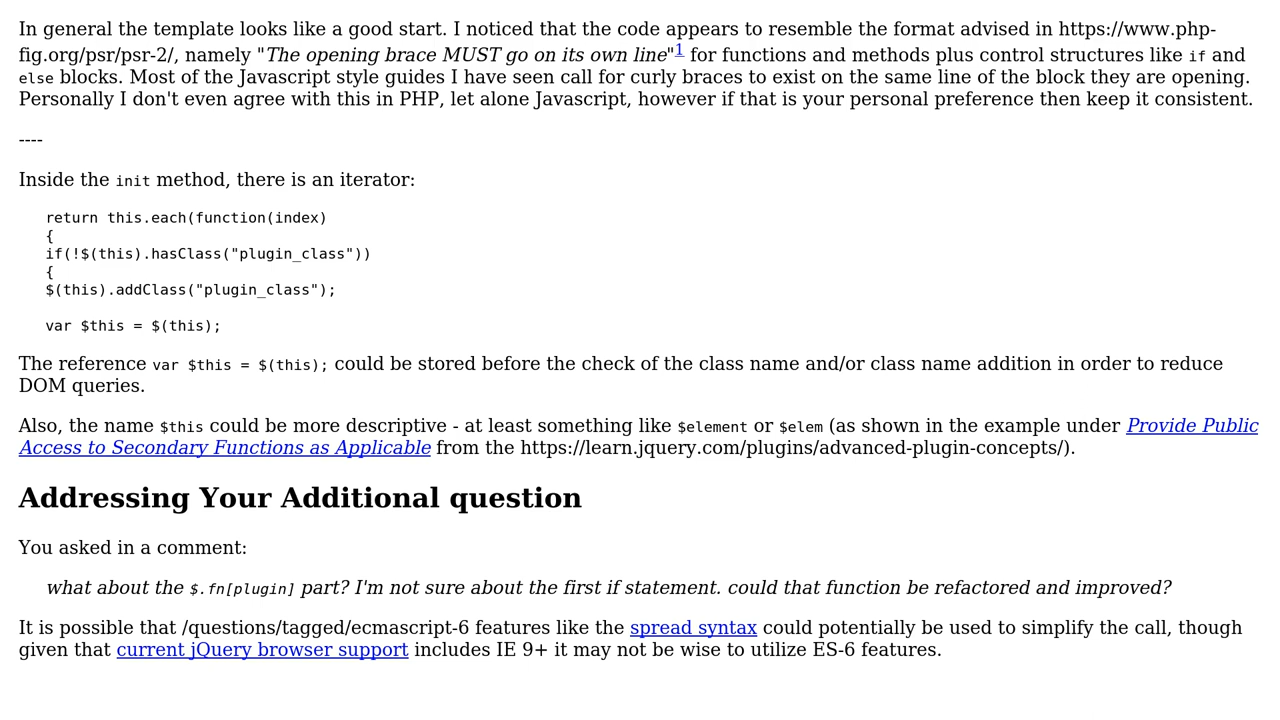 In general the template looks like a good start. I noticed that the code appears to resemble the format advised in https://www.php-
fig.org/psr/psr-2/, namely "The opening brace MUST go on its own line"1 for functions and methods plus control structures like if and
else blocks. Most of the Javascript style guides I have seen call for curly braces to exist on the same line of the block they are opening.
Personally I don't even agree with this in PHP, let alone Javascript, however if that is your personal preference then keep it consistent.
----
Inside the init method, there is an iterator:
return this.each(function(index)
{
if(!$(this).hasClass("plugin_class"))
{
$(this).addClass("plugin_class");
var $this = $(this);
The reference var $this = $(this); could be stored before the check of the class name and/or class name addition in order to reduce
DOM queries.
Also, the name $this could be more descriptive - at least something like $element or $elem (as shown in the example under Provide Public
Access to Secondary Functions as Applicable from the https://learn.jquery.com/plugins/advanced-plugin-concepts/).
Addressing Your Additional question
You asked in a comment:
what about the $.fn[plugin] part? I'm not sure about the first if statement. could that function be refactored and improved?
It is possible that /questions/tagged/ecmascript-6 features like the spread syntax could potentially be used to simplify the call, though
given that current jQuery browser support includes IE 9+ it may not be wise to utilize ES-6 features.